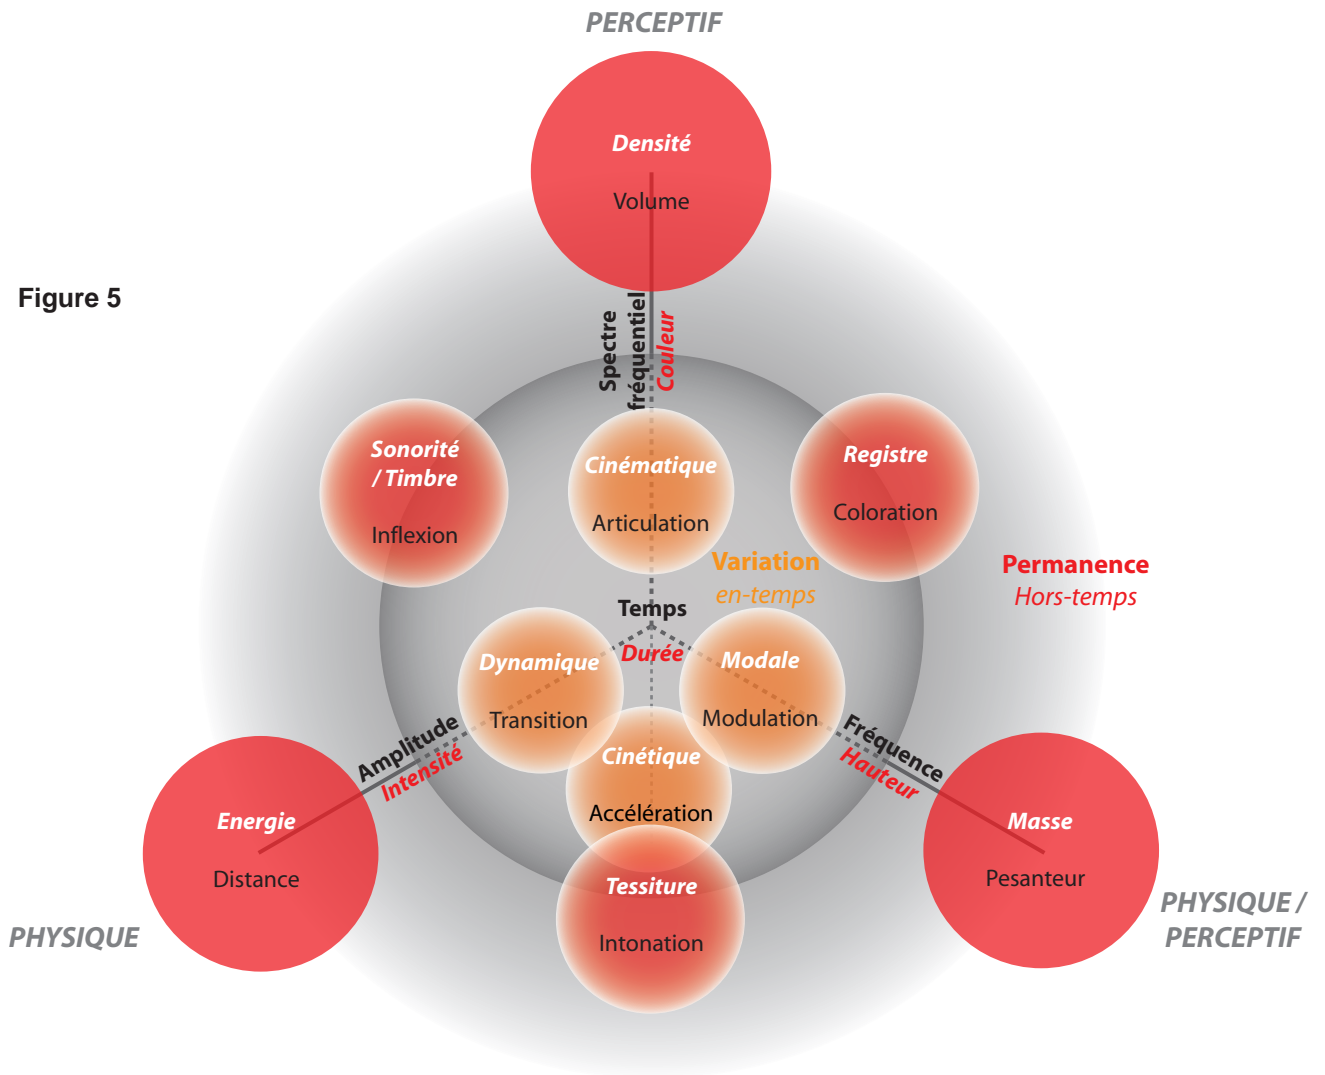 PERCEPTIF
Densité
Volume
Figure 5
Spectre
fréquentiel
Couleur
Sonorité
/ Timbre
Inflexion
Cinématique
Articulation
Registre
Coloration
Variation
en-temps
Permanence
Hors-temps
Temps
Durée
Dynamique
Transition
Modale
Modulation
Amplitude
Intensité
Cinétique
Accélération
Fréquence
Hauteur
Energie
Distance
Masse
Pesanteur
Tessiture
Intonation
PHYSIQUE
PHYSIQUE /
PERCEPTIF